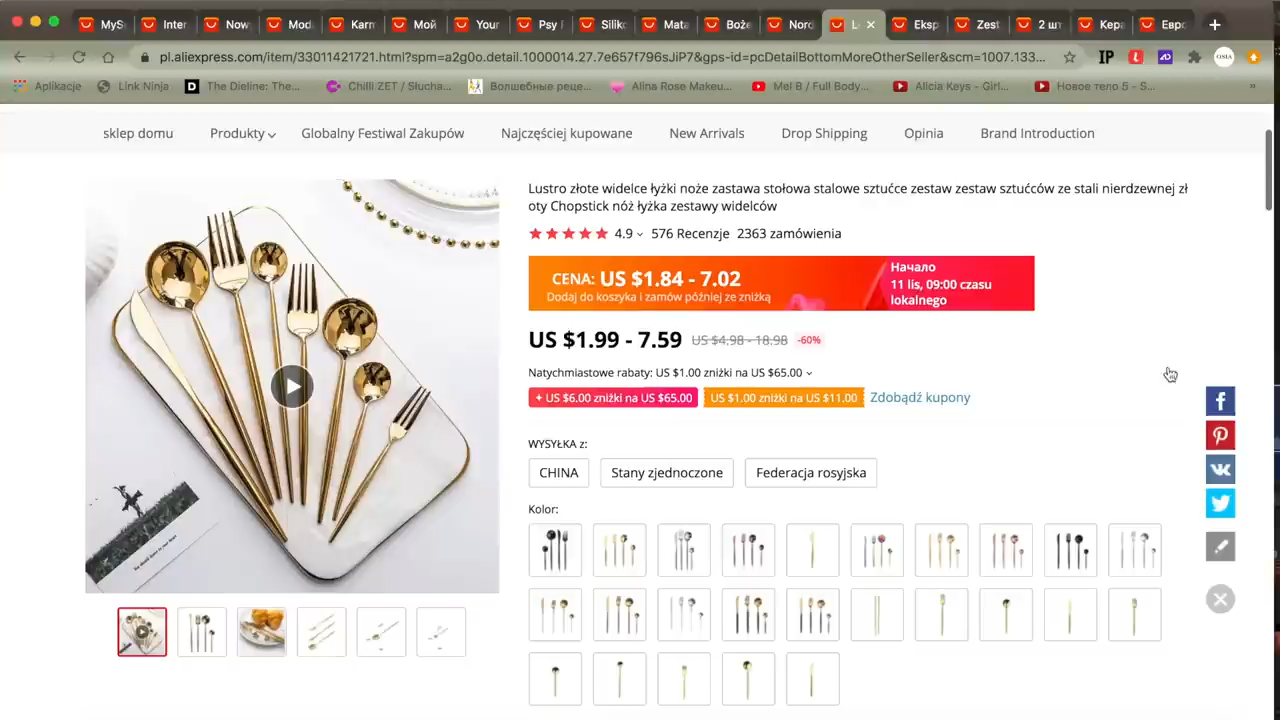 MyS
Inter
Now
Mod
Karn
Мой
Your
Psy
Silik
Mata
Boże
Nord
L
Eksp
Zest
2 шт
Кера
Евро
pl.aliexpress.com/item/33011421721.html?spm=a2g0o.detail.1000014.27.7e657f796sJiP7&gps-id=pcDetailBottomMoreOtherSeller&scm=1007.133...
IP
OSIA
Aplikacje
Link Ninja
D
The Dieline: The...
Chilli ZET / Słucha...
Волшебные реце...
Alina Rose Makeu...
Mel B / Full Body...
Alicia Keys - Girl...
Новое тело 5 - S...
»
sklep domu
Produkty
Globalny Festiwal Zakupów
Najczęściej kupowane
New Arrivals
Drop Shipping
Opinia
Brand Introduction
Lustro złote widelce łyżki noże zastawa stołowa stalowe sztućce zestaw zestaw sztućców ze stali nierdzewnej zł
oty Chopstick nóż łyżka zestawy widelców
4.9 576 Recenzje 2363 zamówienia
CENA: US $1.84 - 7.02
Dodaj do koszyka i zamów później ze zniżką
Начало
11 lis, 09:00 czasu
lokalnego
US $1.99 - 7.59 US $4.98 - 18.98 -60%
Natychmiastowe rabaty: US $1.00 zniżki na US $65.00
+ US $6.00 zniżki na US $65.00 US $1.00 zniżki na US $11.00 Zdobądź kupony
WYSYŁKA z:
CHINA
Stany zjednoczone
Federacja rosyjska
Kolor: